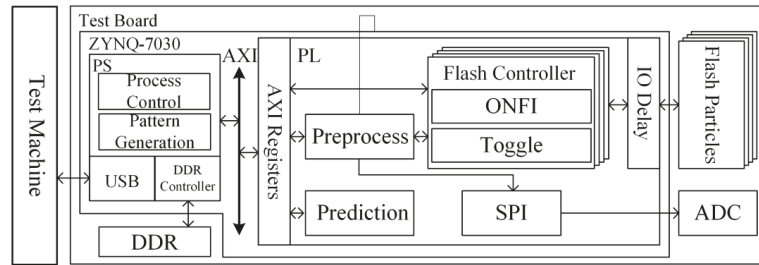 Test Board
ZYNQ-7030
PS
Process
Control
Pattern
Generation
USB
DDR
Controller
DDR
Test Machine
AXI
AXI Registers
PL
Preprocess
Prediction
Flash Controller
ONFI
Toggle
SPI
IO Delay
Flash Particles
ADC